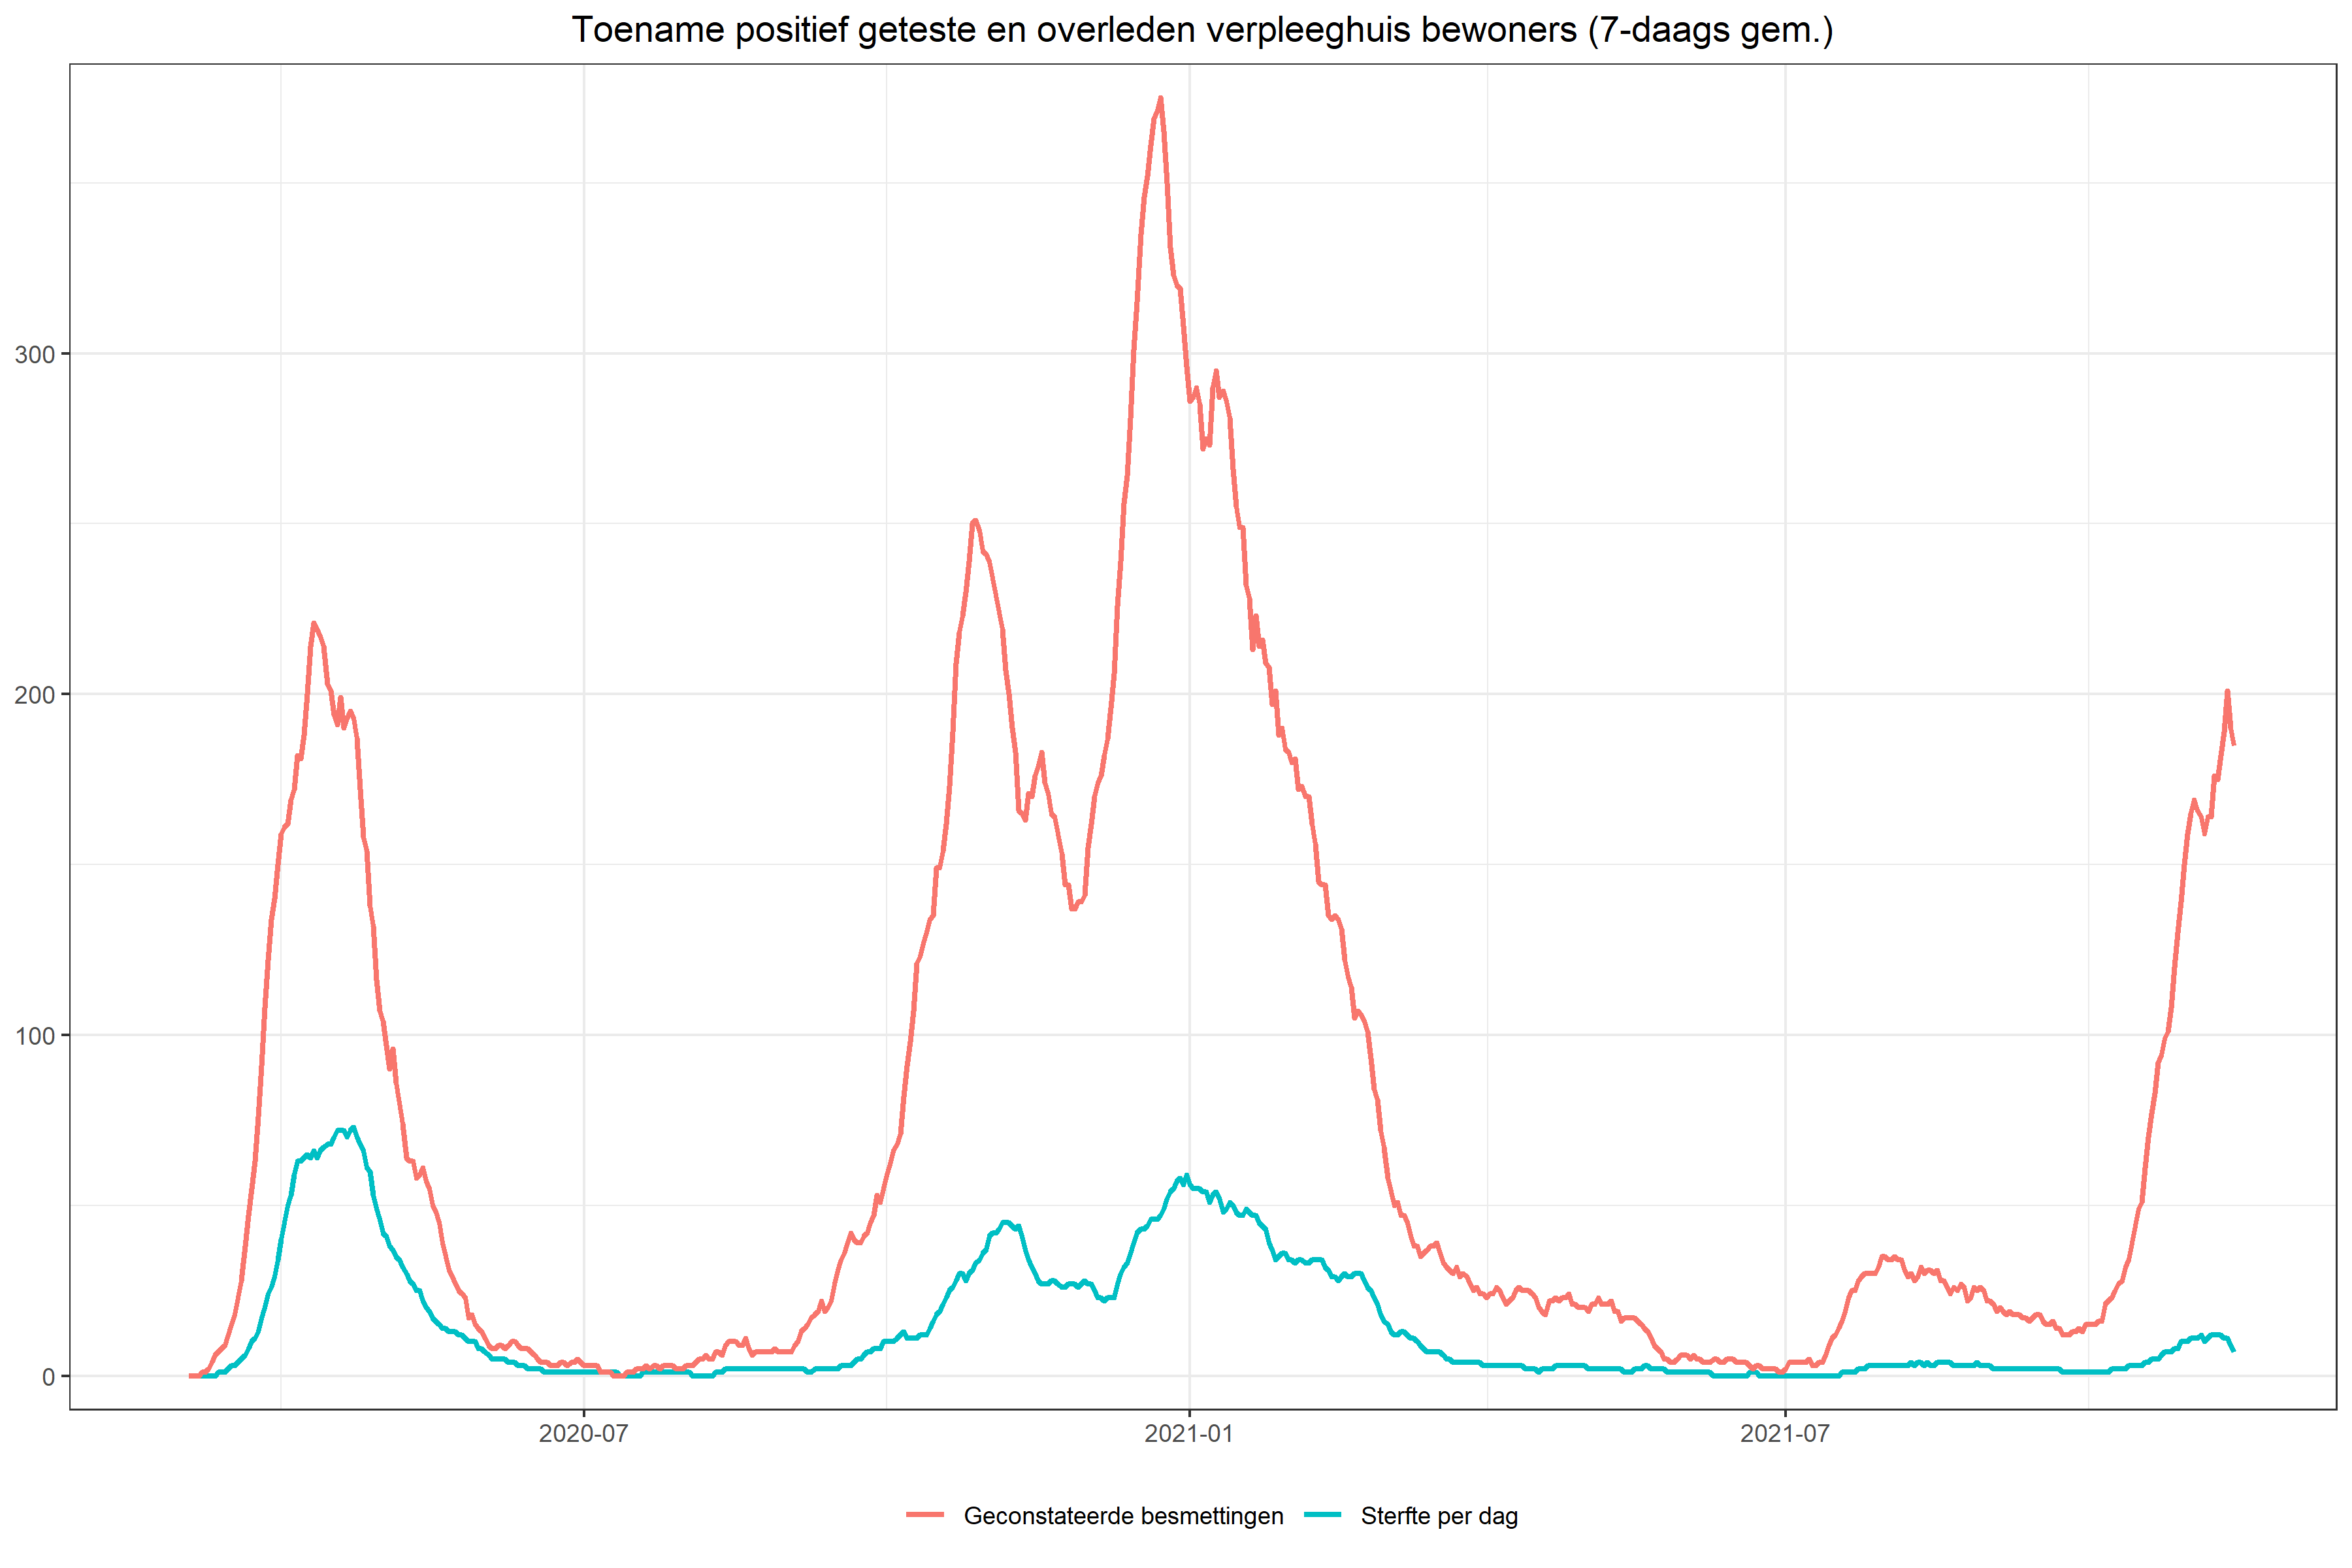 Toename positief geteste en overleden verpleeghuis bewoners (7-daags gem.)
300
200
100
0
2020-07
2021-01
2021-07
Geconstateerde besmettingen
Sterfte per dag